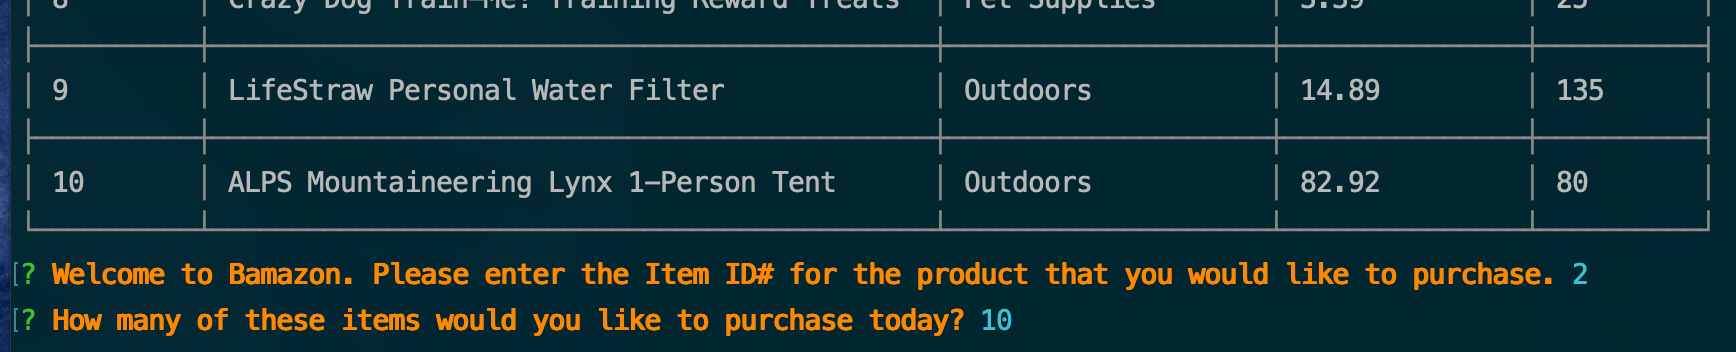 8 Crazy Dog Train-Me! Training Reward Treats Pet Supplies 5.59 25
9 LifeStraw Personal Water Filter Outdoors 14.89 135
10 ALPS Mountaineering Lynx 1-Person Tent Outdoors 82.92 80
[? Welcome to Bamazon. Please enter the Item ID# for the product that you would like to purchase. 2
[? How many of these items would you like to purchase today? 10